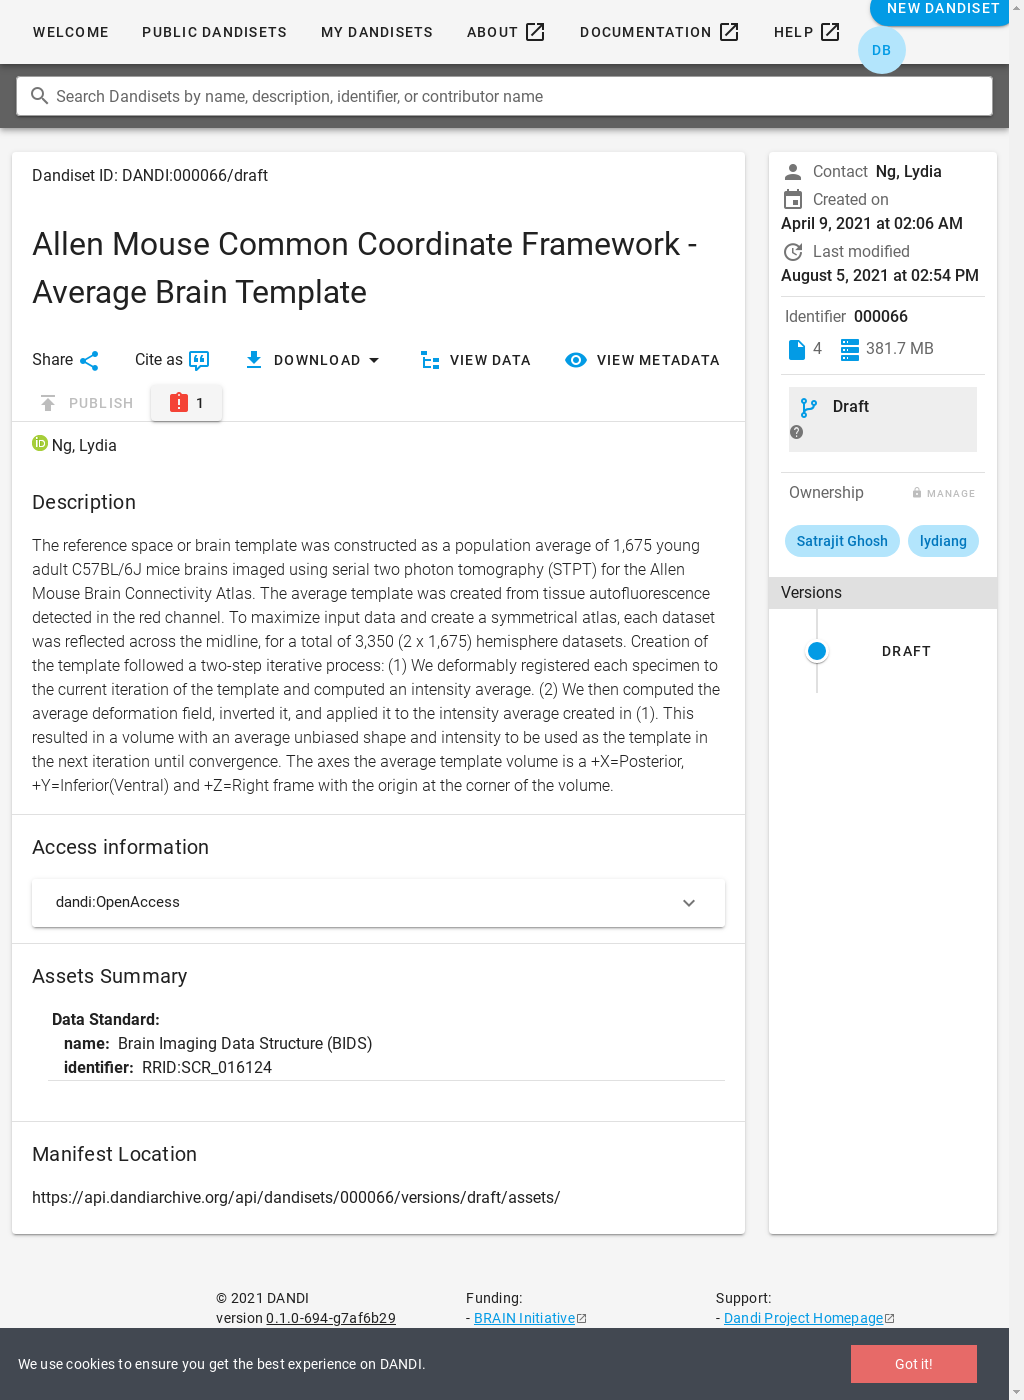 WELCOME PUBLIC DANDISETS MY DANDISETS ABOUT DOCUMENTATION HELP NEW DANDISET
DB
Search Dandisets by name, description, identifier, or contributor name
Dandiset ID: DANDI:000066/draft
Allen Mouse Common Coordinate Framework -
Average Brain Template
Share Cite as DOWNLOAD VIEW DATA VIEW METADATA
PUBLISH 1
iD Ng, Lydia
Description
The reference space or brain template was constructed as a population average of 1,675 young
adult C57BL/6J mice brains imaged using serial two photon tomography (STPT) for the Allen
Mouse Brain Connectivity Atlas. The average template was created from tissue autofluorescence
detected in the red channel. To maximize input data and create a symmetrical atlas, each dataset
was reflected across the midline, for a total of 3,350 (2 x 1,675) hemisphere datasets. Creation of
the template followed a two-step iterative process: (1) We deformably registered each specimen to
the current iteration of the template and computed an intensity average. (2) We then computed the
average deformation field, inverted it, and applied it to the intensity average created in (1). This
resulted in a volume with an average unbiased shape and intensity to be used as the template in
the next iteration until convergence. The axes the average template volume is a +X=Posterior,
+Y=Inferior(Ventral) and +Z=Right frame with the origin at the corner of the volume.
Access information
dandi:OpenAccess
Assets Summary
Data Standard:
name: Brain Imaging Data Structure (BIDS)
identifier: RRID:SCR_016124
Manifest Location
https://api.dandiarchive.org/api/dandisets/000066/versions/draft/assets/
Contact Ng, Lydia
Created on
April 9, 2021 at 02:06 AM
Last modified
August 5, 2021 at 02:54 PM
Identifier 000066
4 381.7 MB
Draft
?
Ownership MANAGE
Satrajit Ghosh lydiang
Versions
DRAFT
© 2021 DANDI
version 0.1.0-694-g7af6b29
Funding:
- BRAIN Initiative
Support:
- Dandi Project Homepage
We use cookies to ensure you get the best experience on DANDI. Got it!